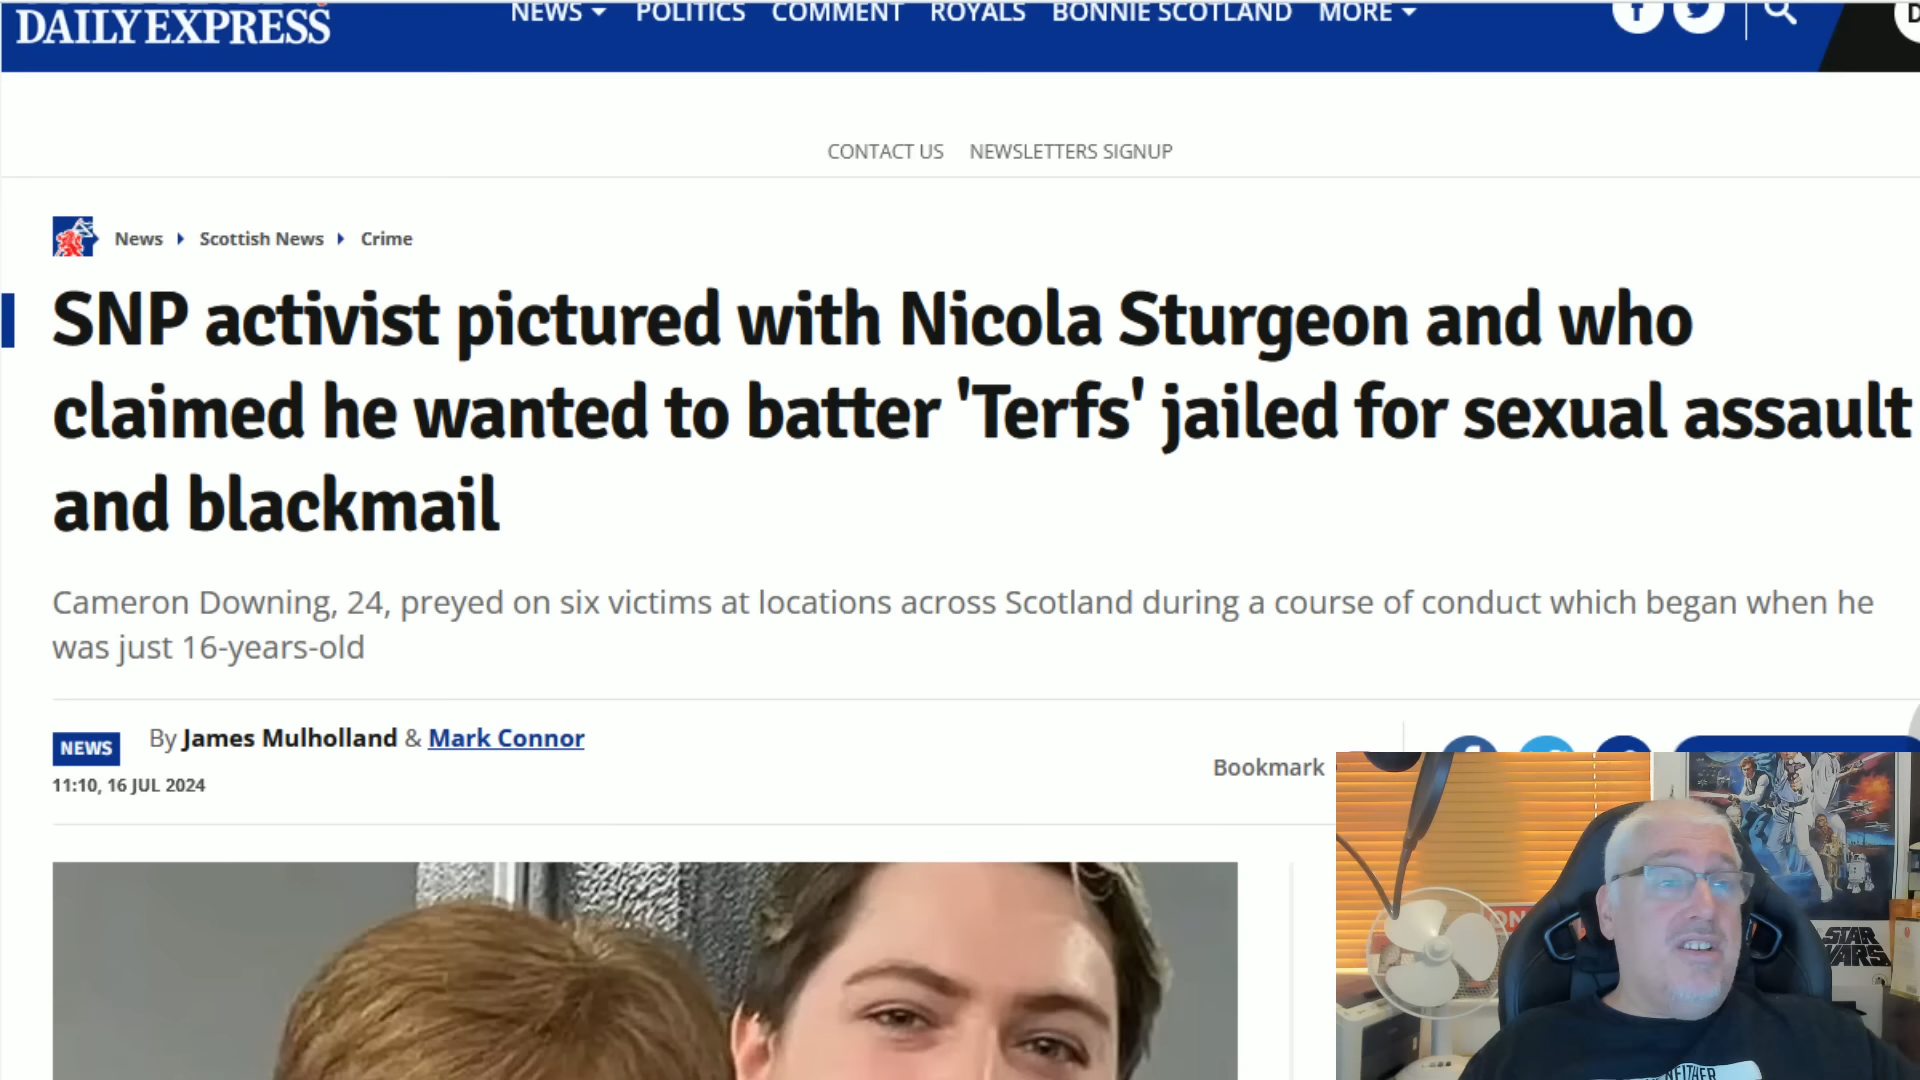 DAILY EXPRESS
NEWS POLITICS COMMENT ROYALS BONNIE SCOTLAND MORE
CONTACT US NEWSLETTERS SIGNUP
News Scottish News Crime
SNP activist pictured with Nicola Sturgeon and who
claimed he wanted to batter 'Terfs' jailed for sexual assault
and blackmail
Cameron Downing, 24, preyed on six victims at locations across Scotland during a course of conduct which began when he
was just 16-years-old
NEWS By James Mulholland & Mark Connor
11:10, 16 JUL 2024
Bookmark
STAR
WARS
NEITHER